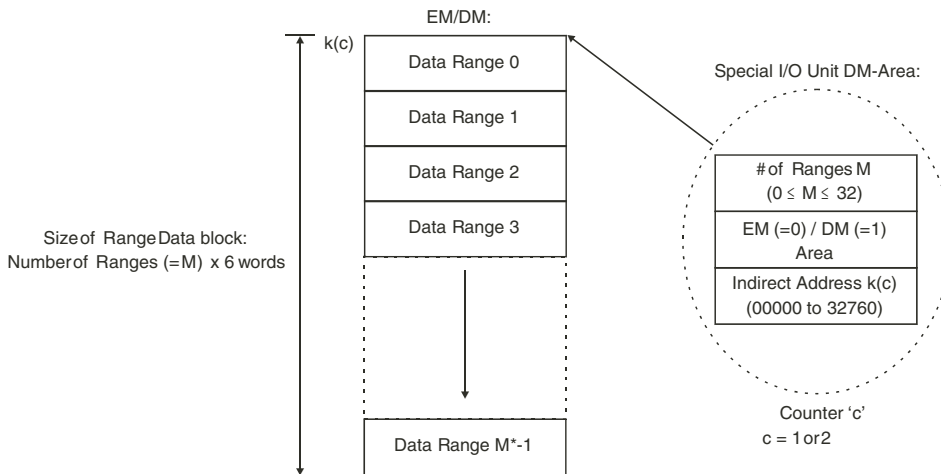 EM/DM:
k(c)
Data Range 0
Data Range 1
Data Range 2
Data Range 3
Data Range M*-1
Size of Range Data block:
Number of Ranges (=M) x 6 words
Special I/O Unit DM-Area:
# of Ranges M
(0 ≤ M ≤ 32)
EM (=0) / DM (=1)
Area
Indirect Address k(c)
(00000 to 32760)
Counter ‘c’
c = 1 or 2